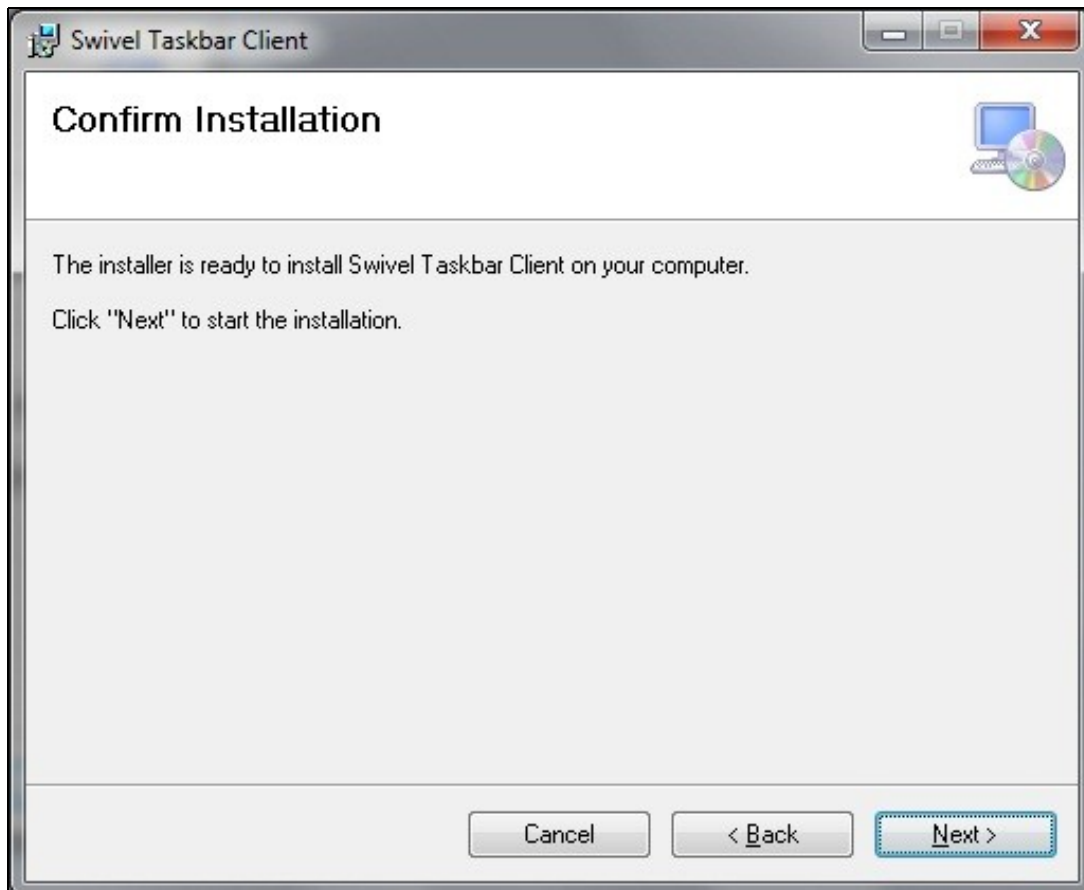 Swivel Taskbar Client
Confirm Installation
The installer is ready to install Swivel Taskbar Client on your computer.
Click "Next" to start the installation.
Cancel
< Back
Next >